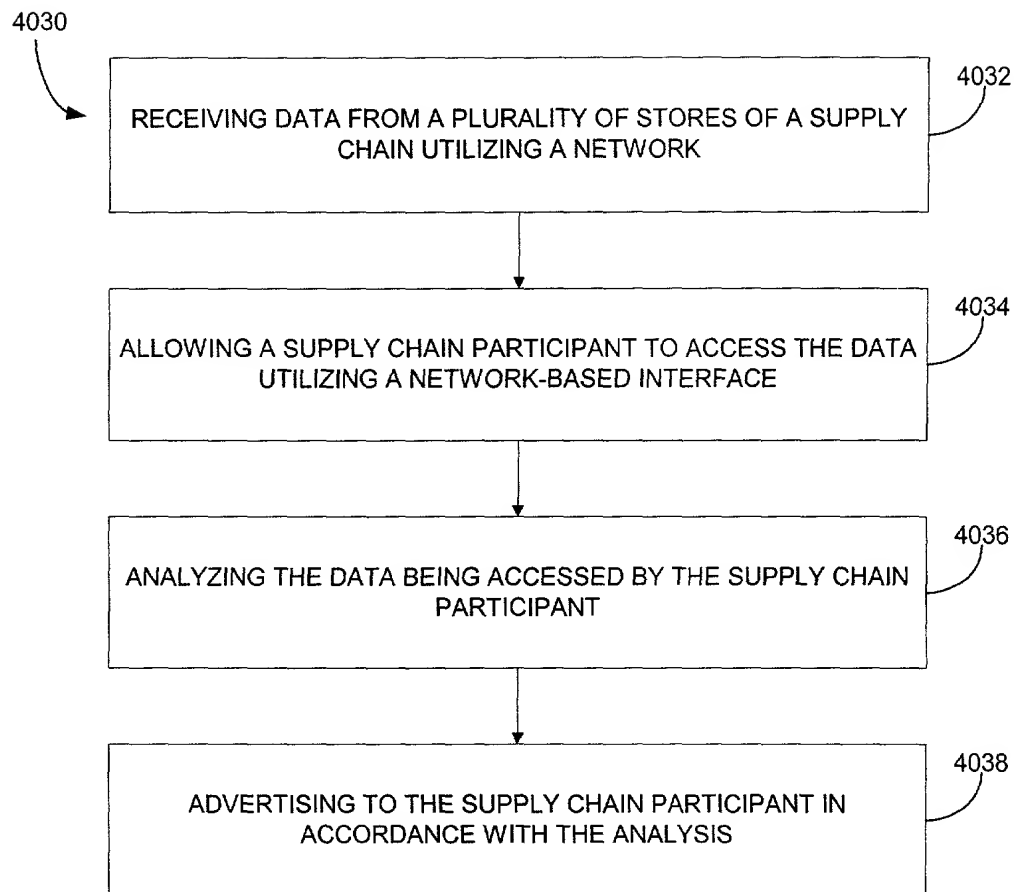 4030
4032
RECEIVING DATA FROM A PLURALITY OF STORES OF A SUPPLY
CHAIN UTILIZING A NETWORK
4034
ALLOWING A SUPPLY CHAIN PARTICIPANT TO ACCESS THE DATA
UTILIZING A NETWORK-BASED INTERFACE
4036
ANALYZING THE DATA BEING ACCESSED BY THE SUPPLY CHAIN
PARTICIPANT
4038
ADVERTISING TO THE SUPPLY CHAIN PARTICIPANT IN
ACCORDANCE WITH THE ANALYSIS